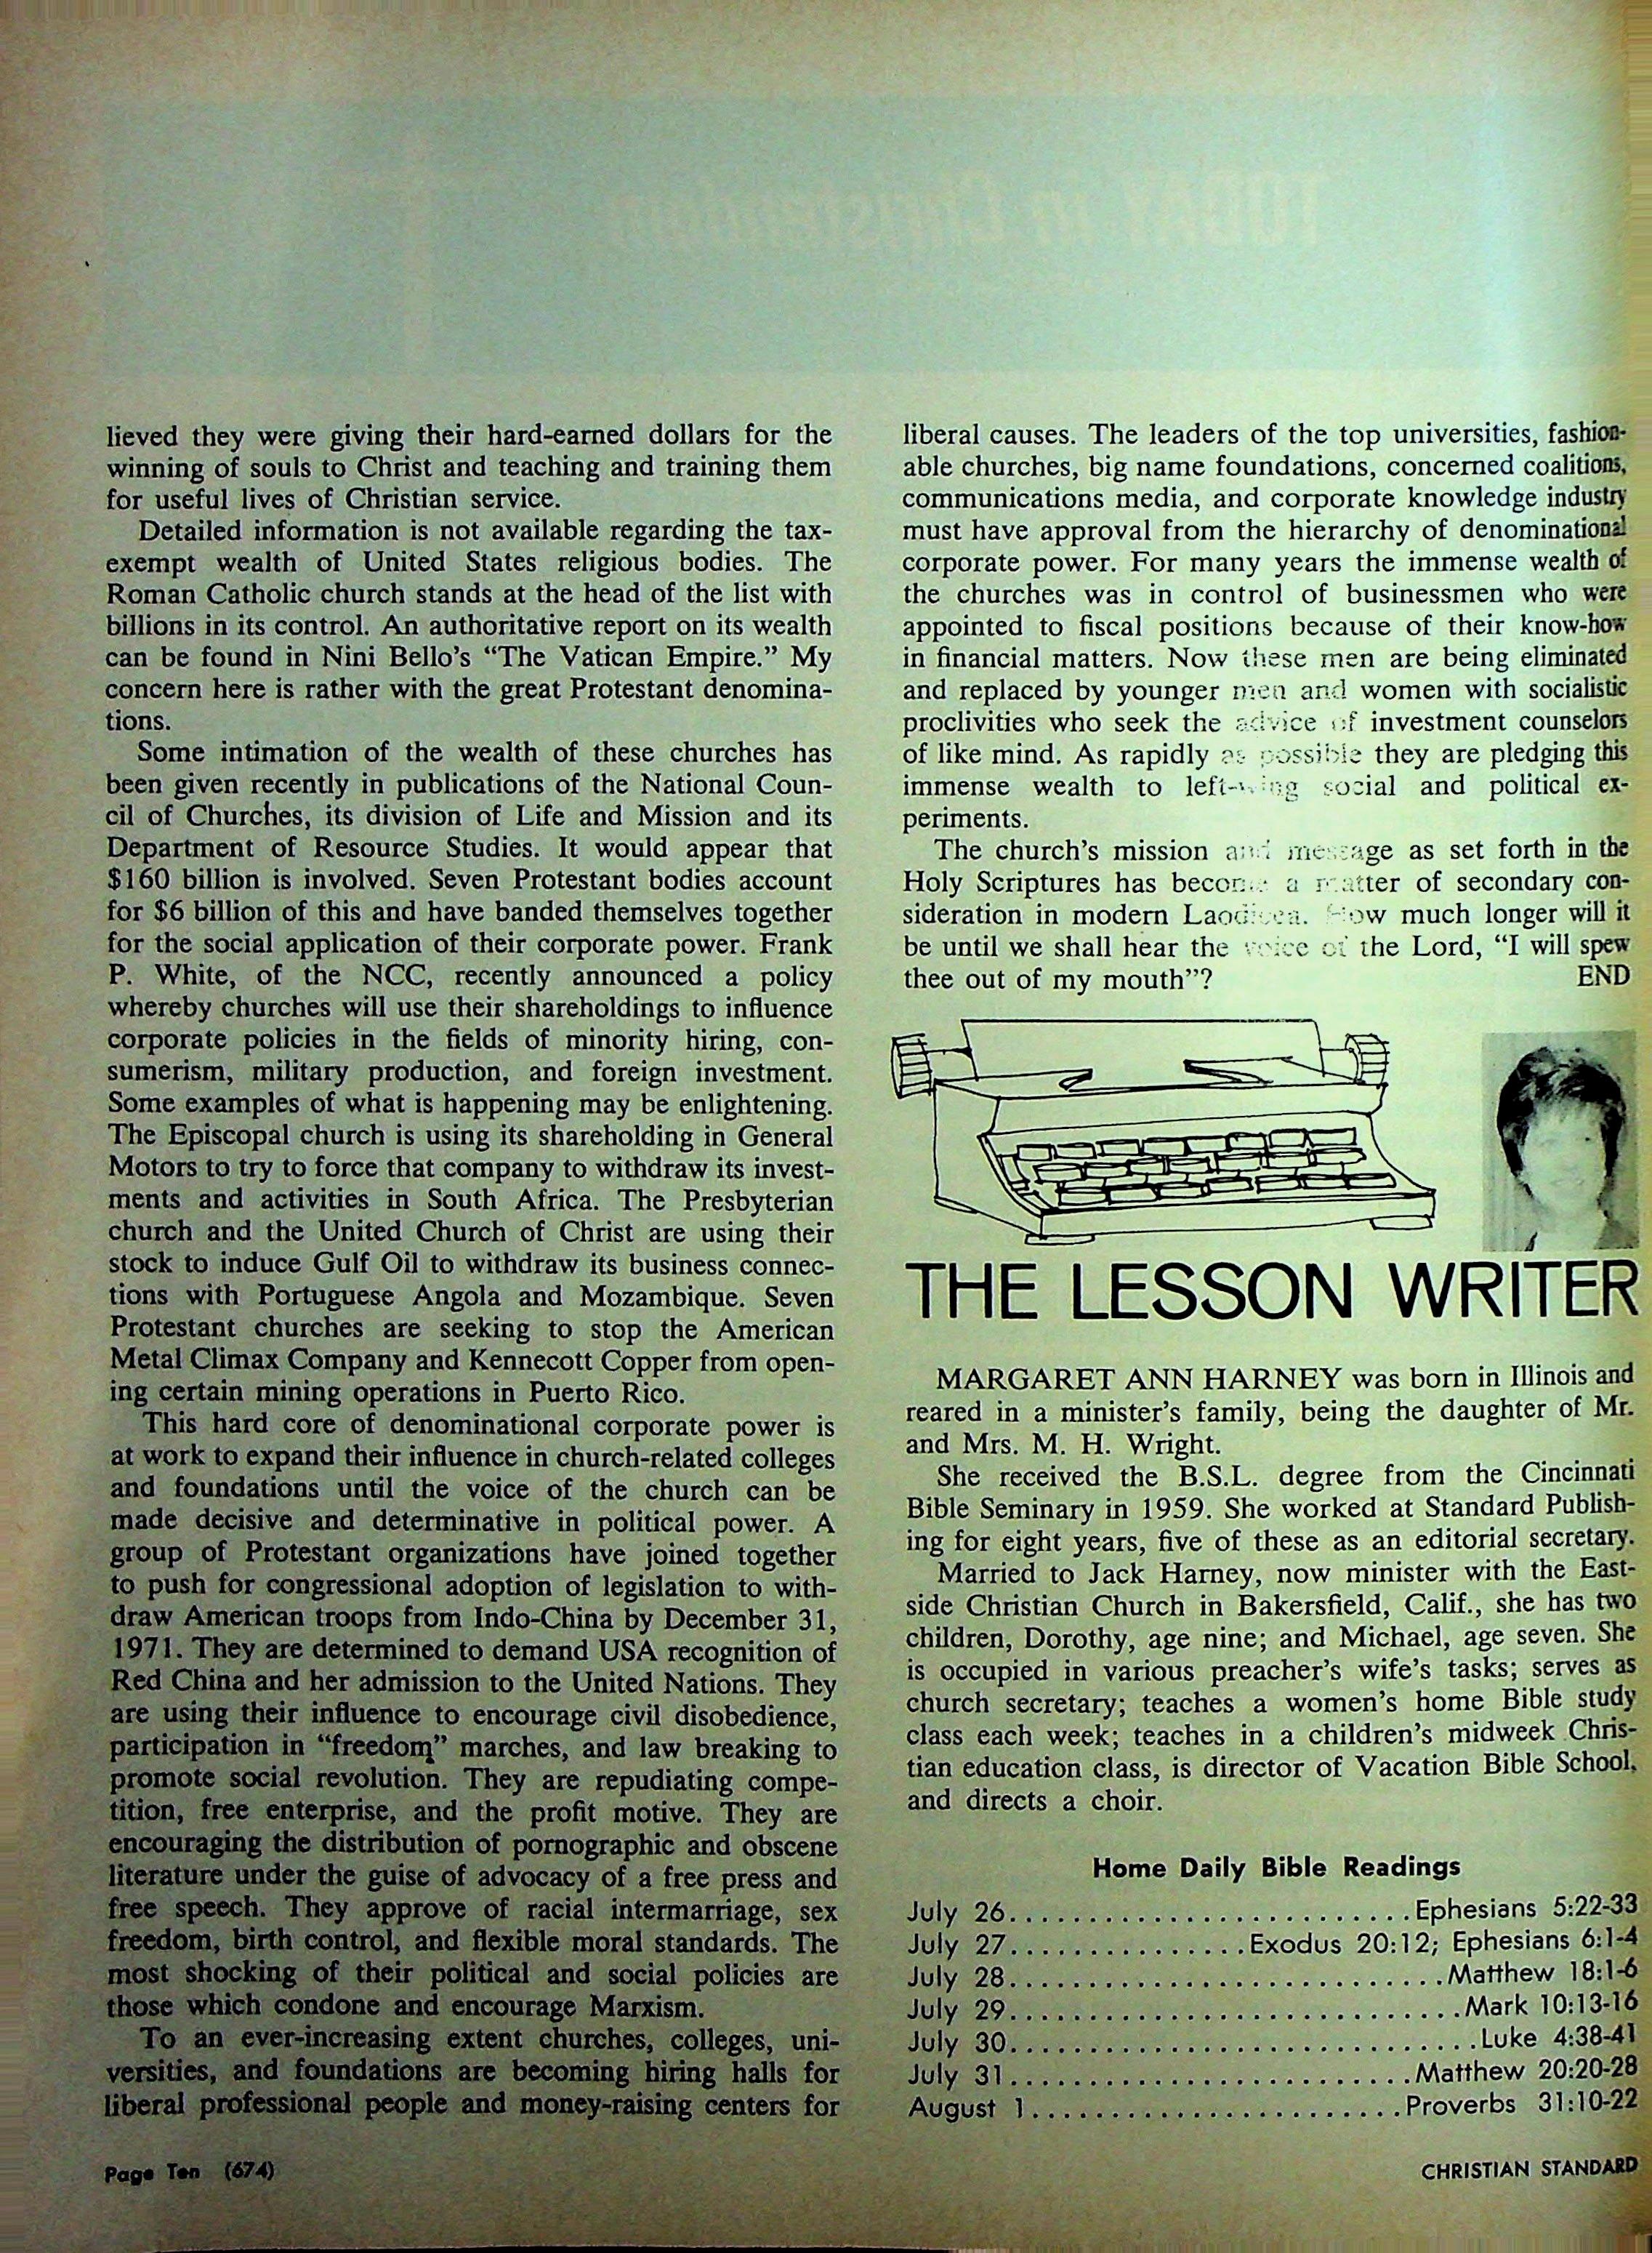 lieved they were giving their hard-earned dollars for the
winning of souls to Christ and teaching and training them
for useful lives of Christian service.
Detailed information is not available regarding the tax-
exempt wealth of United States religious bodies. The
Roman Catholic church stands at the head of the list with
billions in its control. An authoritative report on its wealth
can be found in Nini Bello's “The Vatican Empire.” My
concern here is rather with the great Protestant denomina-
tions.
Some intimation of the wealth of these churches has
been given recently in publications of the National Coun-
cil of Churches, its division of Life and Mission and its
Department of Resource Studies. It would appear that
$160 billion is involved. Seven Protestant bodies account
for $6 billion of this and have banded themselves together
for the social application of their corporate power. Frank
P. White, of the NCC, recently announced a policy
whereby churches will use their shareholdings to influence
corporate policies in the fields of minority hiring, con-
sumerism, military production, and foreign investment.
Some examples of what is happening may be enlightening.
The Episcopal church is using its shareholding in General
Motors to try to force that company to withdraw its invest-
ments and activities in South Africa. The Presbyterian
church and the United Church of Christ are using their
stock to induce Gulf Oil to withdraw its business connec-
tions with Portuguese Angola and Mozambique. Seven
Protestant churches are seeking to stop the American
Metal Climax Company and Kennecott Copper from open-
ing certain mining operations in Puerto Rico.
This hard core of denominational corporate power is
at work to expand their influence in church-related colleges
and foundations until the voice of the church can be
made decisive and determinative in political power. A
group of Protestant organizations have joined together
to push for congressional adoption of legislation to with-
draw American troops from Indo-China by December 31,
1971. They are determined to demand USA recognition of
Red China and her admission to the United Nations. They
are using their influence to encourage civil disobedience,
participation in “freedom” marches, and law breaking to
promote social revolution. They are repudiating compe-
tition, free enterprise, and the profit motive. They are
encouraging the distribution of pornographic and obscene
literature under the guise of advocacy of a free press and
free speech. They approve of racial intermarriage, sex
freedom, birth control, and flexible moral standards. The
most shocking of their political and social policies are
those which condone and encourage Marxism.
To an ever-increasing extent churches, colleges, uni-
versities, and foundations are becoming hiring halls for
liberal professional people and money-raising centers for
liberal causes. The leaders of the top universities, fashion-
able churches, big name foundations, concerned coalitions,
communications media, and corporate knowledge industry
must have approval from the hierarchy of denominational
corporate power. For many years the immense wealth of
the churches was in control of businessmen who were
appointed to fiscal positions because of their know-how
in financial matters. Now these men are being eliminated
and replaced by younger men and women with socialistic
proclivities who seek the advice of investment counselors
of like mind. As rapidly as possible they are pledging this
immense wealth to left-wing social and political ex-
periments.
The church's mission and message as set forth in the
Holy Scriptures has become a matter of secondary con-
sideration in modern Laodicea. How much longer will it
be until we shall hear the voice of the Lord, “I will spew
thee out of my mouth”? END
THE LESSON WRITER
MARGARET ANN HARNEY was born in Illinois and
reared in a minister's family, being the daughter of Mr.
and Mrs. M. H. Wright.
She received the B.S.L. degree from the Cincinnati
Bible Seminary in 1959. She worked at Standard Publish-
ing for eight years, five of these as an editorial secretary.
Married to Jack Harney, now minister with the East-
side Christian Church in Bakersfield, Calif., she has two
children, Dorothy, age nine; and Michael, age seven. She
is occupied in various preacher's wife's tasks; serves as
church secretary; teaches a women's home Bible study
class each week; teaches in a children's midweek Chris-
tian education class, is director of Vacation Bible School,
and directs a choir.
Home Daily Bible Readings
July 26.........................Ephesians 5:22-33
July 27...............Exodus 20:12; Ephesians 6:1-4
July 28...........................Matthew 18:1-6
July 29............................Mark 10:13-16
July 30.............................Luke 4:38-41
July 31.........................Matthew 20:20-28
August 1.......................Proverbs 31:10-22
Page Ten (674)
CHRISTIAN STANDARD